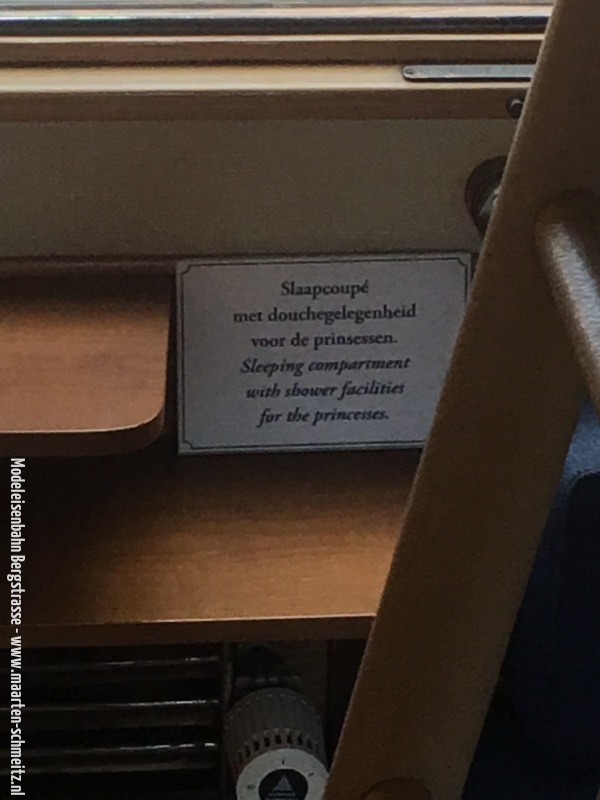 Slaapcoupé
met douchegelegenheid
voor de prinsessen.
Sleeping compartment
with shower facilities
for the princesses.
Modeleisenbahn Bergstrasse - www.maarten-schmeitz.nl